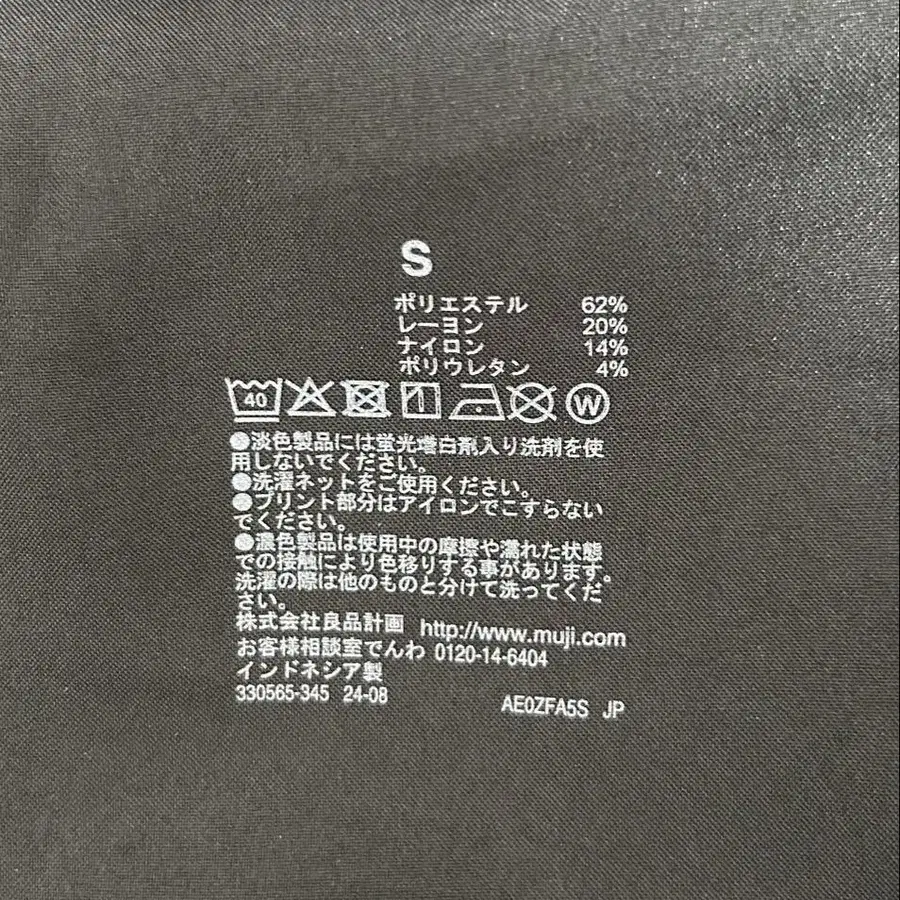 S
ポリエステル 62%
レーヨン 20%
ナイロン 14%
ポリウレタン 4%
40 W
●淡色製品には蛍光増白剤入り洗剤を使
用しないでください。
●洗濯ネットをご使用ください。
●プリント部分はアイロンでこすらない
でください。
●濃色製品は使用中の摩擦や濡れた状態
での接触により色移りする事があります。
洗濯の際は他のものと分けて洗ってくだ
さい。
株式会社良品計画 http://www.muji.com
お客様相談室でんわ 0120-14-6404
インドネシア製
330565-345 24-08 AE0ZFA5S JP